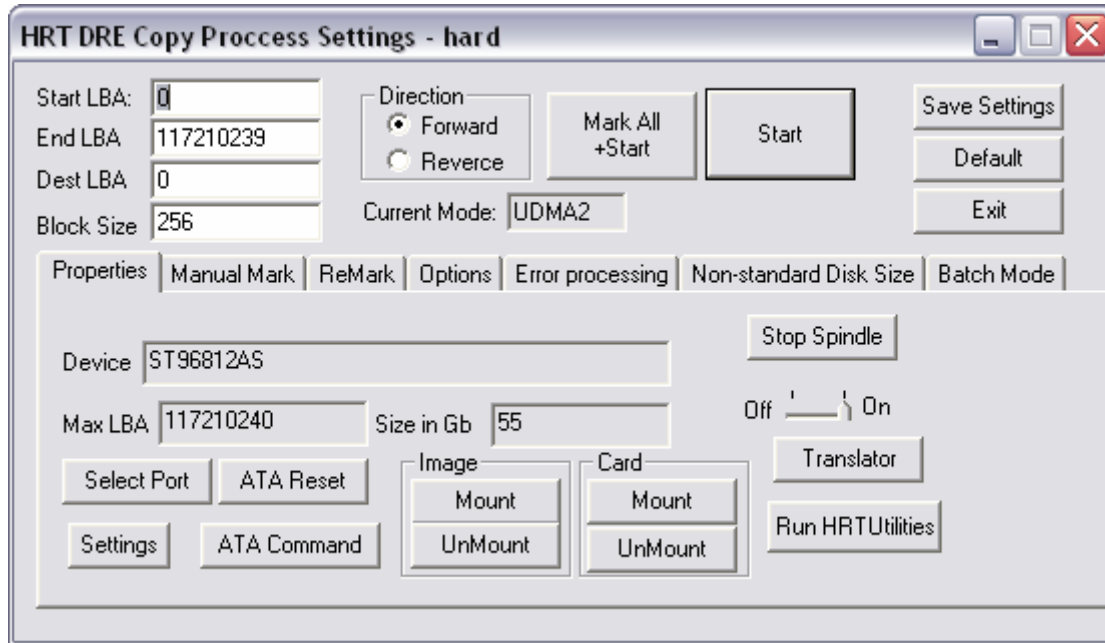 HRT DRE Copy Proccess Settings - hard
Start LBA: 0
End LBA 117210239
Dest LBA 0
Block Size 256
Direction
Forward
Reverce
Mark All
+Start
Start
Current Mode: UDMA2
Save Settings
Default
Exit
Properties Manual Mark ReMark Options Error processing Non-standard Disk Size Batch Mode
Device ST96812AS
Max LBA 117210240 Size in Gb 55
Select Port ATA Reset
Settings ATA Command
Image
Mount
UnMount
Card
Mount
UnMount
Stop Spindle
Off On
Translator
Run HRTUtilities